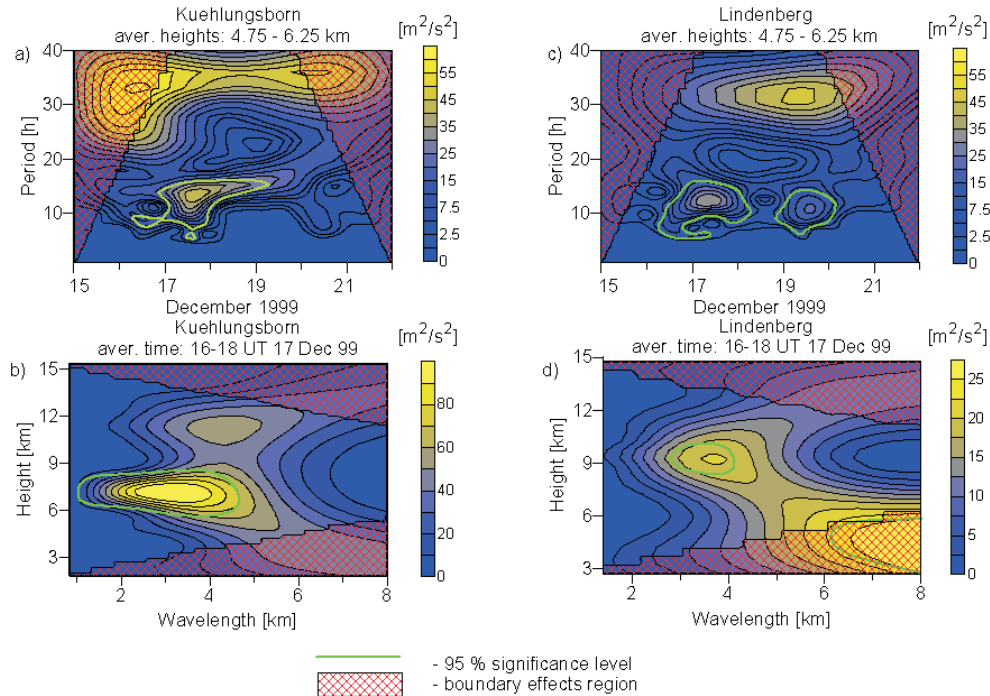 Kuehlungsborn
aver. heights: 4.75 - 6.25 km
[m²/s²]
a)
40
30
20
10
Period [h]
15
17
19
21
December 1999
55
45
35
25
15
7.5
2.5
0
Lindenberg
aver. heights: 4.75 - 6.25 km
[m²/s²]
c)
40
30
20
10
Period [h]
15
17
19
21
December 1999
55
45
35
25
15
7.5
2.5
0
Kuehlungsborn
aver. time: 16-18 UT 17 Dec 99
[m²/s²]
b)
15
12
9
6
3
Height [km]
2
4
6
8
Wavelength [km]
80
60
40
20
0
Lindenberg
aver. time: 16-18 UT 17 Dec 99
[m²/s²]
d)
15
12
9
6
3
Height [km]
2
4
6
8
Wavelength [km]
25
20
15
10
5
0
- 95 % significance level
- boundary effects region